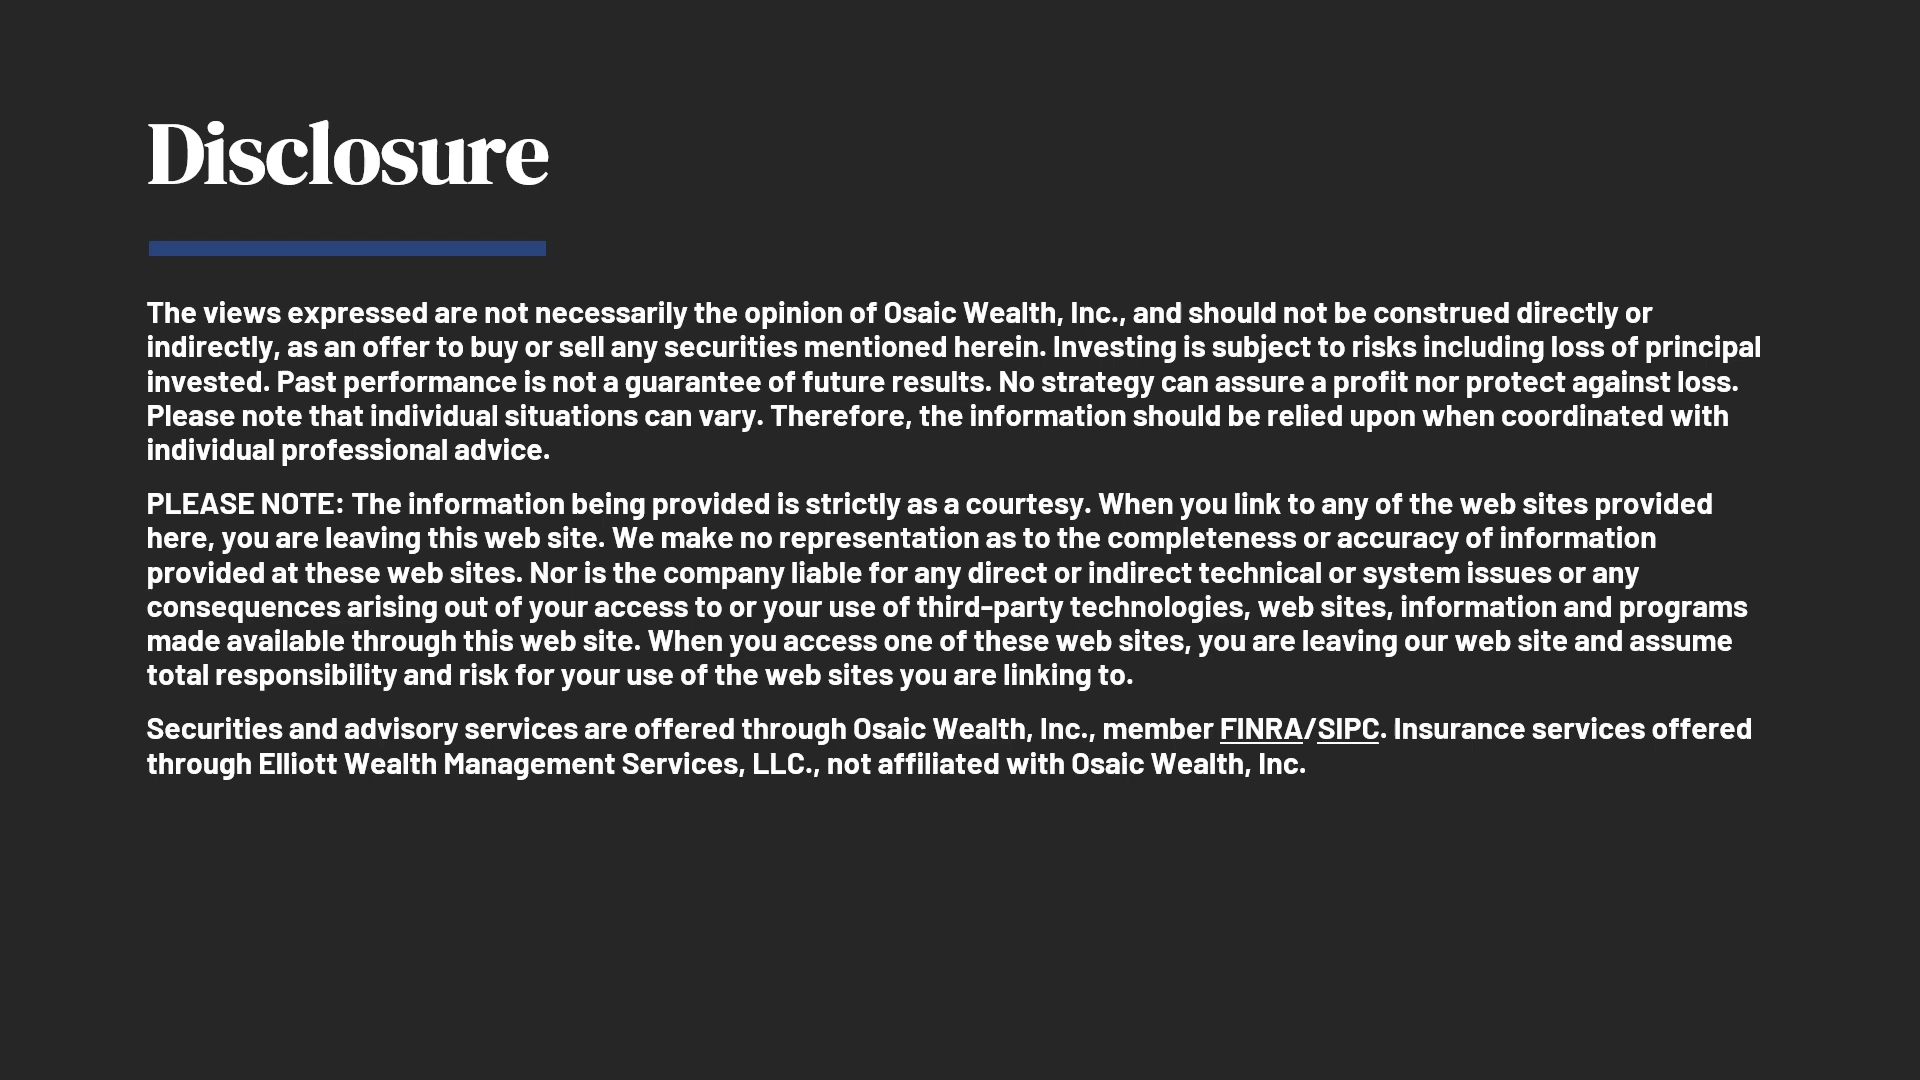 Disclosure
The views expressed are not necessarily the opinion of Osaic Wealth, Inc., and should not be construed directly or
indirectly, as an offer to buy or sell any securities mentioned herein. Investing is subject to risks including loss of principal
invested. Past performance is not a guarantee of future results. No strategy can assure a profit nor protect against loss.
Please note that individual situations can vary. Therefore, the information should be relied upon when coordinated with
individual professional advice.
PLEASE NOTE: The information being provided is strictly as a courtesy. When you link to any of the web sites provided
here, you are leaving this web site. We make no representation as to the completeness or accuracy of information
provided at these web sites. Nor is the company liable for any direct or indirect technical or system issues or any
consequences arising out of your access to or your use of third-party technologies, web sites, information and programs
made available through this web site. When you access one of these web sites, you are leaving our web site and assume
total responsibility and risk for your use of the web sites you are linking to.
Securities and advisory services are offered through Osaic Wealth, Inc., member FINRA/SIPC. Insurance services offered
through Elliott Wealth Management Services, LLC., not affiliated with Osaic Wealth, Inc.